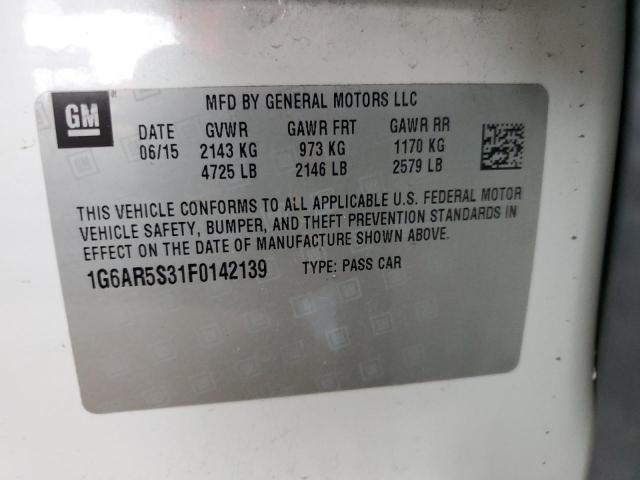 GM
MFD BY GENERAL MOTORS LLC
DATE GVWR GAWR FRT GAWR RR
06/15 2143 KG 973 KG 1170 KG
4725 LB 2146 LB 2579 LB
THIS VEHICLE CONFORMS TO ALL APPLICABLE U.S. FEDERAL MOTOR
VEHICLE SAFETY, BUMPER, AND THEFT PREVENTION STANDARDS IN
EFFECT ON THE DATE OF MANUFACTURE SHOWN ABOVE.
1G6AR5S31F0142139 TYPE: PASS CAR